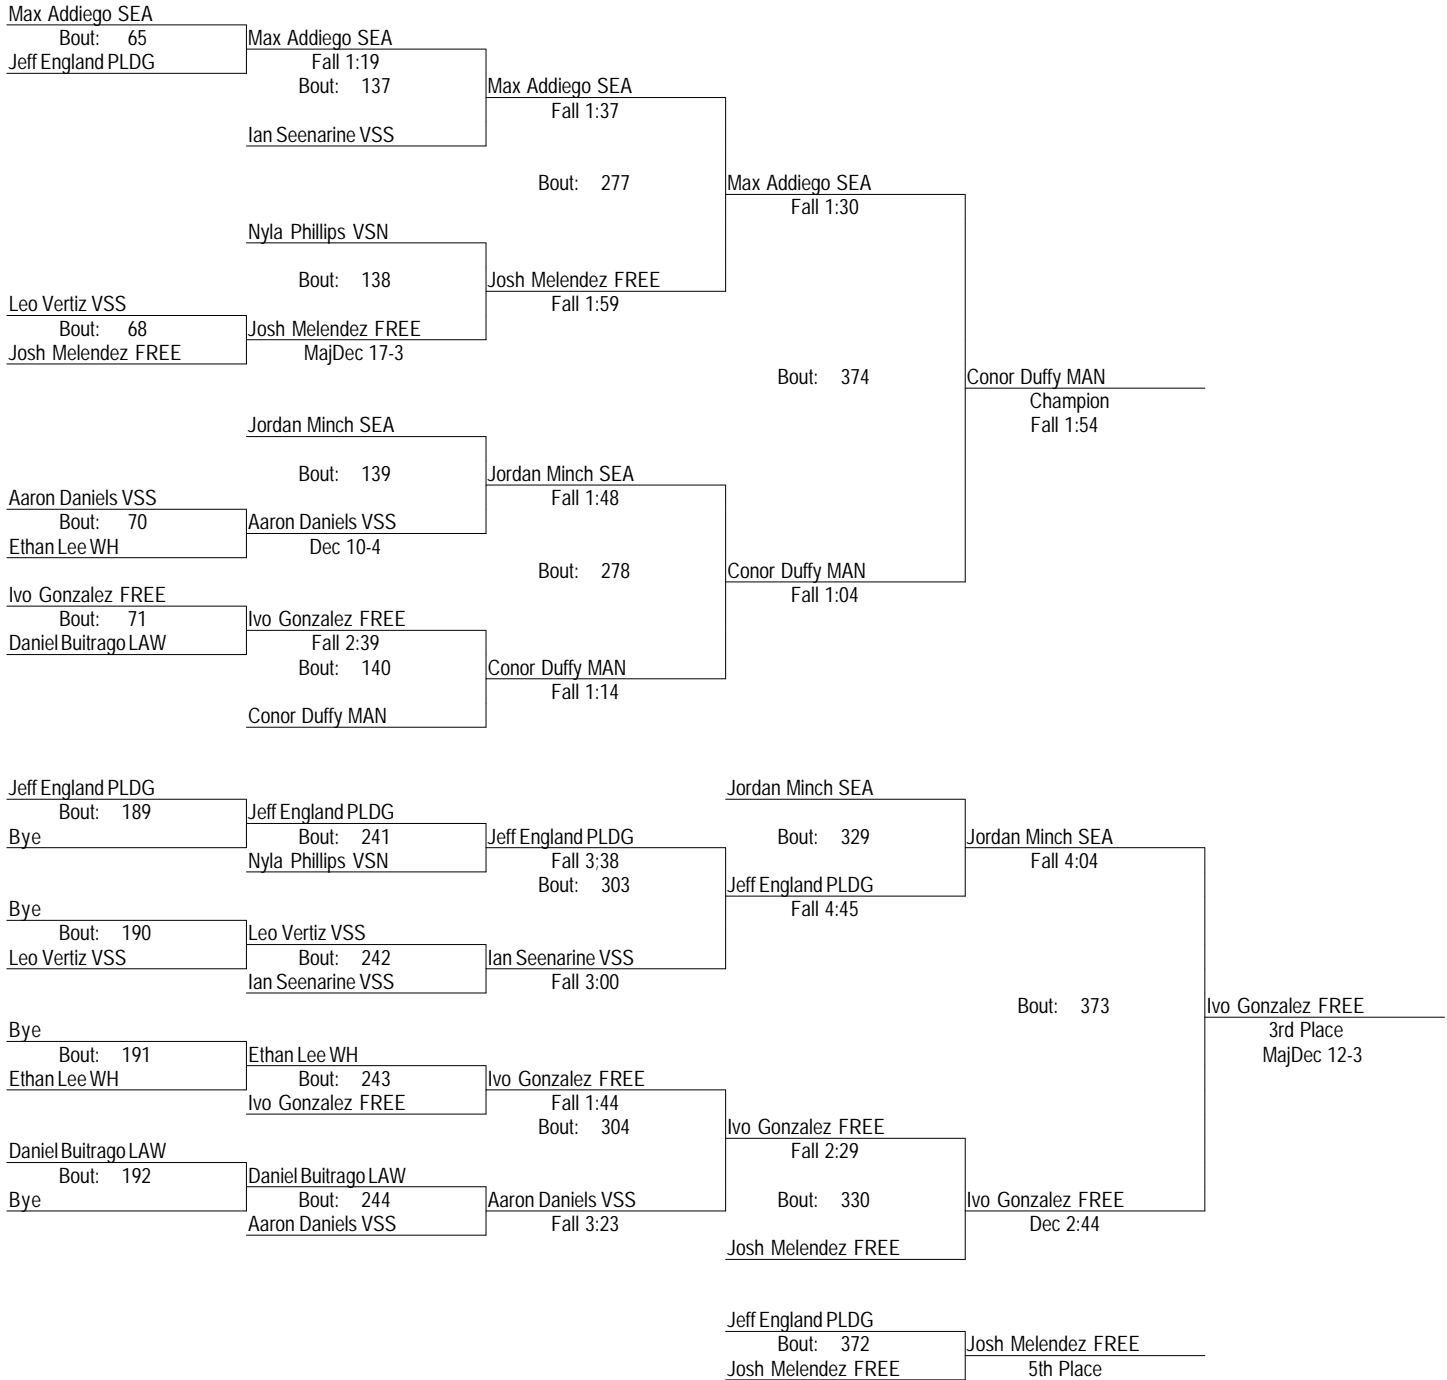 Max Addiego SEA
Bout: 65
Max Addiego SEA
Jeff England PLDG
Fall 1:19
Bout: 137
Max Addiego SEA
Fall 1:37
Ian Seenarine VSS
Bout: 277
Max Addiego SEA
Fall 1:30
Nyla Phillips VSN
Bout: 138
Josh Melendez FREE
Leo Vertiz VSS
Fall 1:59
Bout: 68
Josh Melendez FREE
Josh Melendez FREE
MajDec 17-3
Bout: 374
Conor Duffy MAN
Champion
Jordan Minch SEA
Fall 1:54
Bout: 139
Jordan Minch SEA
Aaron Daniels VSS
Fall 1:48
Bout: 70
Aaron Daniels VSS
Ethan Lee WH
Dec 10-4
Bout: 278
Conor Duffy MAN
Ivo Gonzalez FREE
Fall 1:04
Bout: 71
Ivo Gonzalez FREE
Daniel Buitrago LAW
Fall 2:39
Bout: 140
Conor Duffy MAN
Fall 1:14
Conor Duffy MAN
Jeff England PLDG
Jordan Minch SEA
Bout: 189
Jeff England PLDG
Bye
Bout: 241
Jeff England PLDG
Bout: 329
Jordan Minch SEA
Nyla Phillips VSN
Fall 3;38
Fall 4:04
Bout: 303
Jeff England PLDG
Bye
Fall 4:45
Bout: 190
Leo Vertiz VSS
Leo Vertiz VSS
Bout: 242
Ian Seenarine VSS
Ian Seenarine VSS
Fall 3:00
Bout: 373
Ivo Gonzalez FREE
Bye
3rd Place
Bout: 191
Ethan Lee WH
MajDec 12-3
Ethan Lee WH
Bout: 243
Ivo Gonzalez FREE
Ivo Gonzalez FREE
Fall 1:44
Bout: 304
Ivo Gonzalez FREE
Daniel Buitrago LAW
Fall 2:29
Bout: 192
Daniel Buitrago LAW
Bye
Bout: 244
Aaron Daniels VSS
Bout: 330
Ivo Gonzalez FREE
Aaron Daniels VSS
Fall 3:23
Dec 2:44
Josh Melendez FREE
Jeff England PLDG
Bout: 372
Josh Melendez FREE
Josh Melendez FREE
5th Place